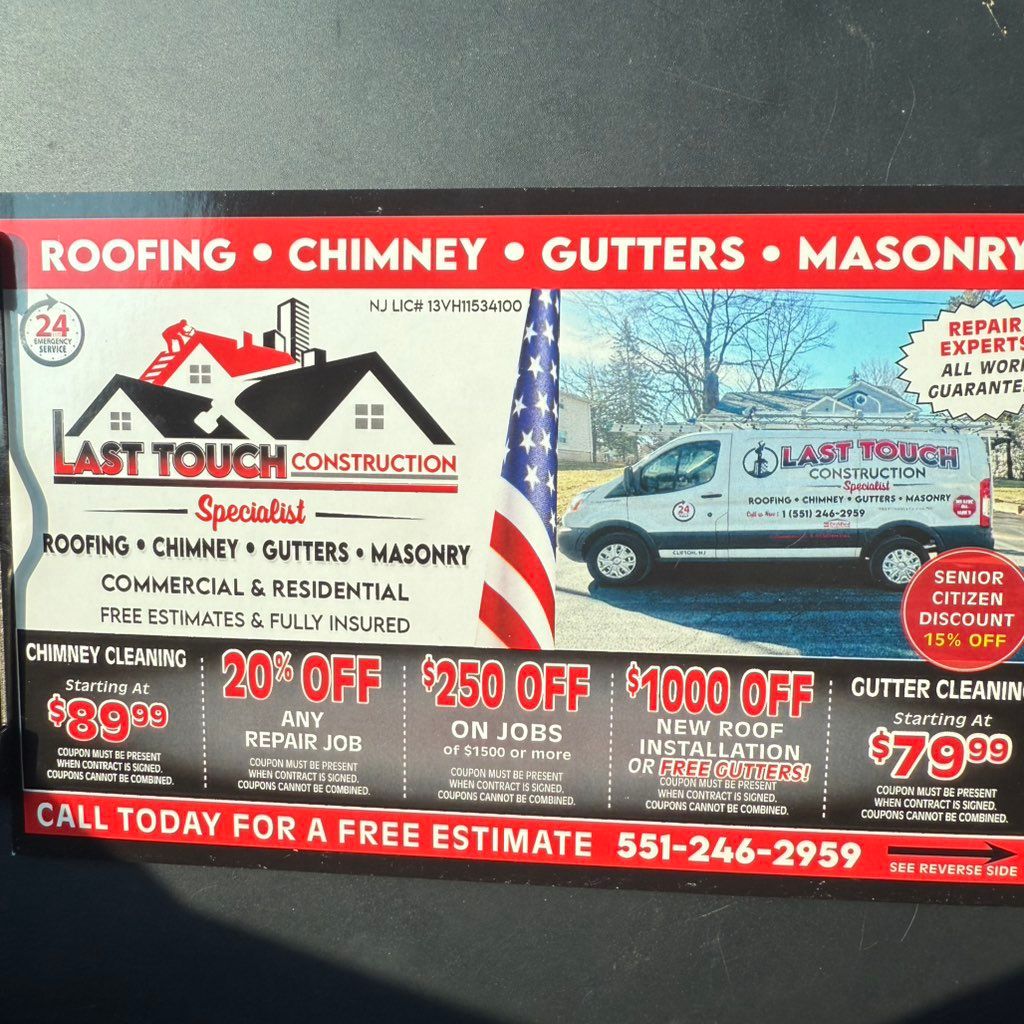 ROOFING • CHIMNEY • GUTTERS • MASONRY
24
EMERGENCY
SERVICE
NJ LIC# 13VH11534100
LAST TOUCH CONSTRUCTION
Specialist
ROOFING • CHIMNEY • GUTTERS • MASONRY
COMMERCIAL & RESIDENTIAL
FREE ESTIMATES & FULLY INSURED
REPAIR
EXPERTS
ALL WORK
GUARANTE
LAST TOUCH
CONSTRUCTION
Specialist
ROOFING • CHIMNEY • GUTTERS • MASONRY
Call us Now: 1 (551) 246-2959
24
CLIFTON, NJ
SENIOR
CITIZEN
DISCOUNT
15% OFF
CHIMNEY CLEANING
Starting At
$89.99
COUPON MUST BE PRESENT
WHEN CONTRACT IS SIGNED.
COUPONS CANNOT BE COMBINED.
20% OFF
ANY
REPAIR JOB
COUPON MUST BE PRESENT
WHEN CONTRACT IS SIGNED.
COUPONS CANNOT BE COMBINED.
$250 OFF
ON JOBS
of $1500 or more
COUPON MUST BE PRESENT
WHEN CONTRACT IS SIGNED.
COUPONS CANNOT BE COMBINED.
$1000 OFF
NEW ROOF
INSTALLATION
OR FREE GUTTERS!
COUPON MUST BE PRESENT
WHEN CONTRACT IS SIGNED.
COUPONS CANNOT BE COMBINED.
GUTTER CLEANING
Starting At
$79.99
COUPON MUST BE PRESENT
WHEN CONTRACT IS SIGNED.
COUPONS CANNOT BE COMBINED.
CALL TODAY FOR A FREE ESTIMATE 551-246-2959
SEE REVERSE SIDE